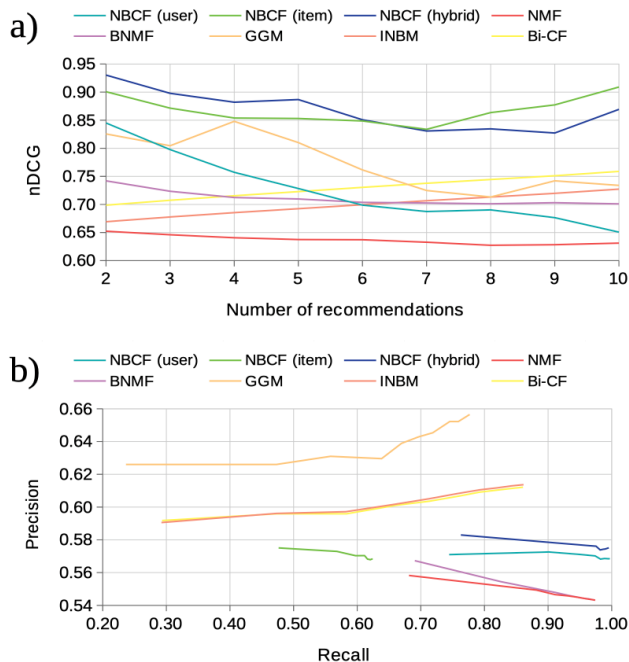 a)
NBCF (user) NBCF (item) NBCF (hybrid) NMF
BNMF GGM INBM Bi-CF
0.95
0.90
0.85
0.80
0.75
0.70
0.65
0.60
nDCG
2 3 4 5 6 7 8 9 10
Number of recommendations
b)
NBCF (user) NBCF (item) NBCF (hybrid) NMF
BNMF GGM INBM Bi-CF
0.66
0.64
0.62
0.60
0.58
0.56
0.54
Precision
0.20 0.30 0.40 0.50 0.60 0.70 0.80 0.90 1.00
Recall